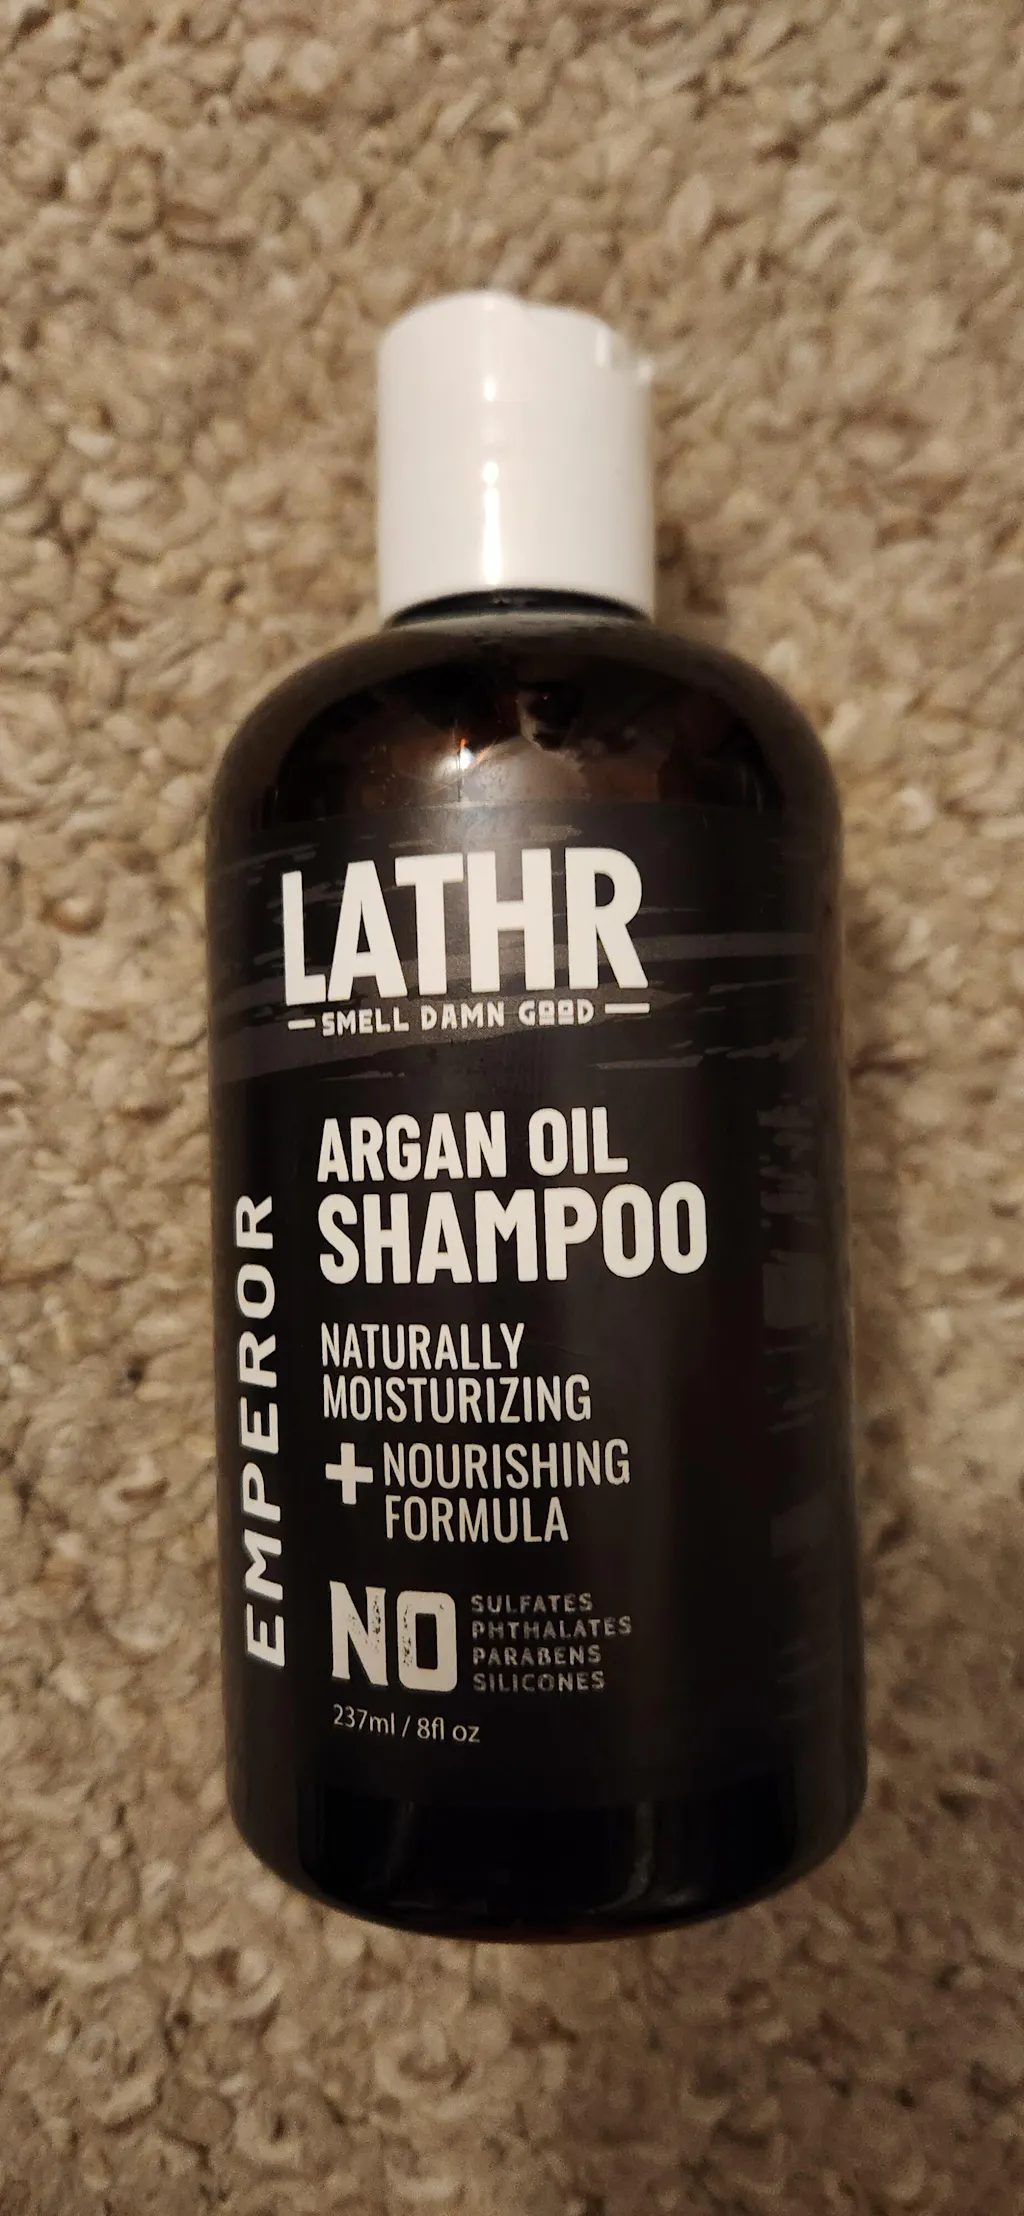 LATHR
SMELL DAMN GOOD
EMPEROR
ARGAN OIL
SHAMPOO
NATURALLY
MOISTURIZING
+ NOURISHING
FORMULA
NO
SULFATES
PHTHALATES
PARABENS
SILICONES
237ml / 8fl oz